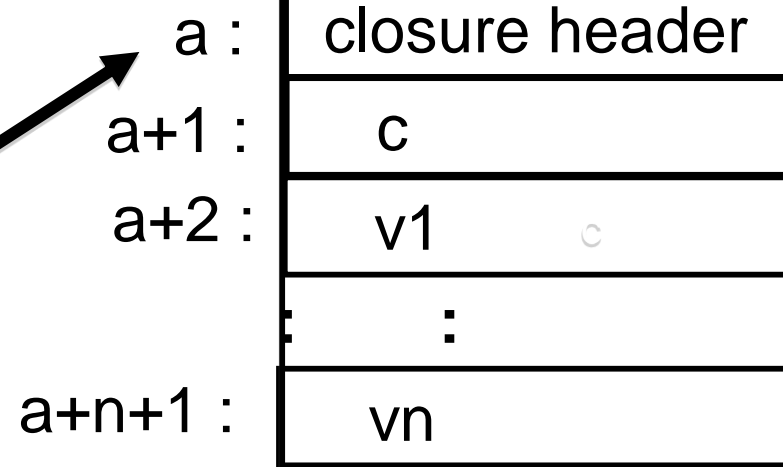 a : closure header
a+1 : c
a+2 : v1 c
: :
a+n+1 : vn